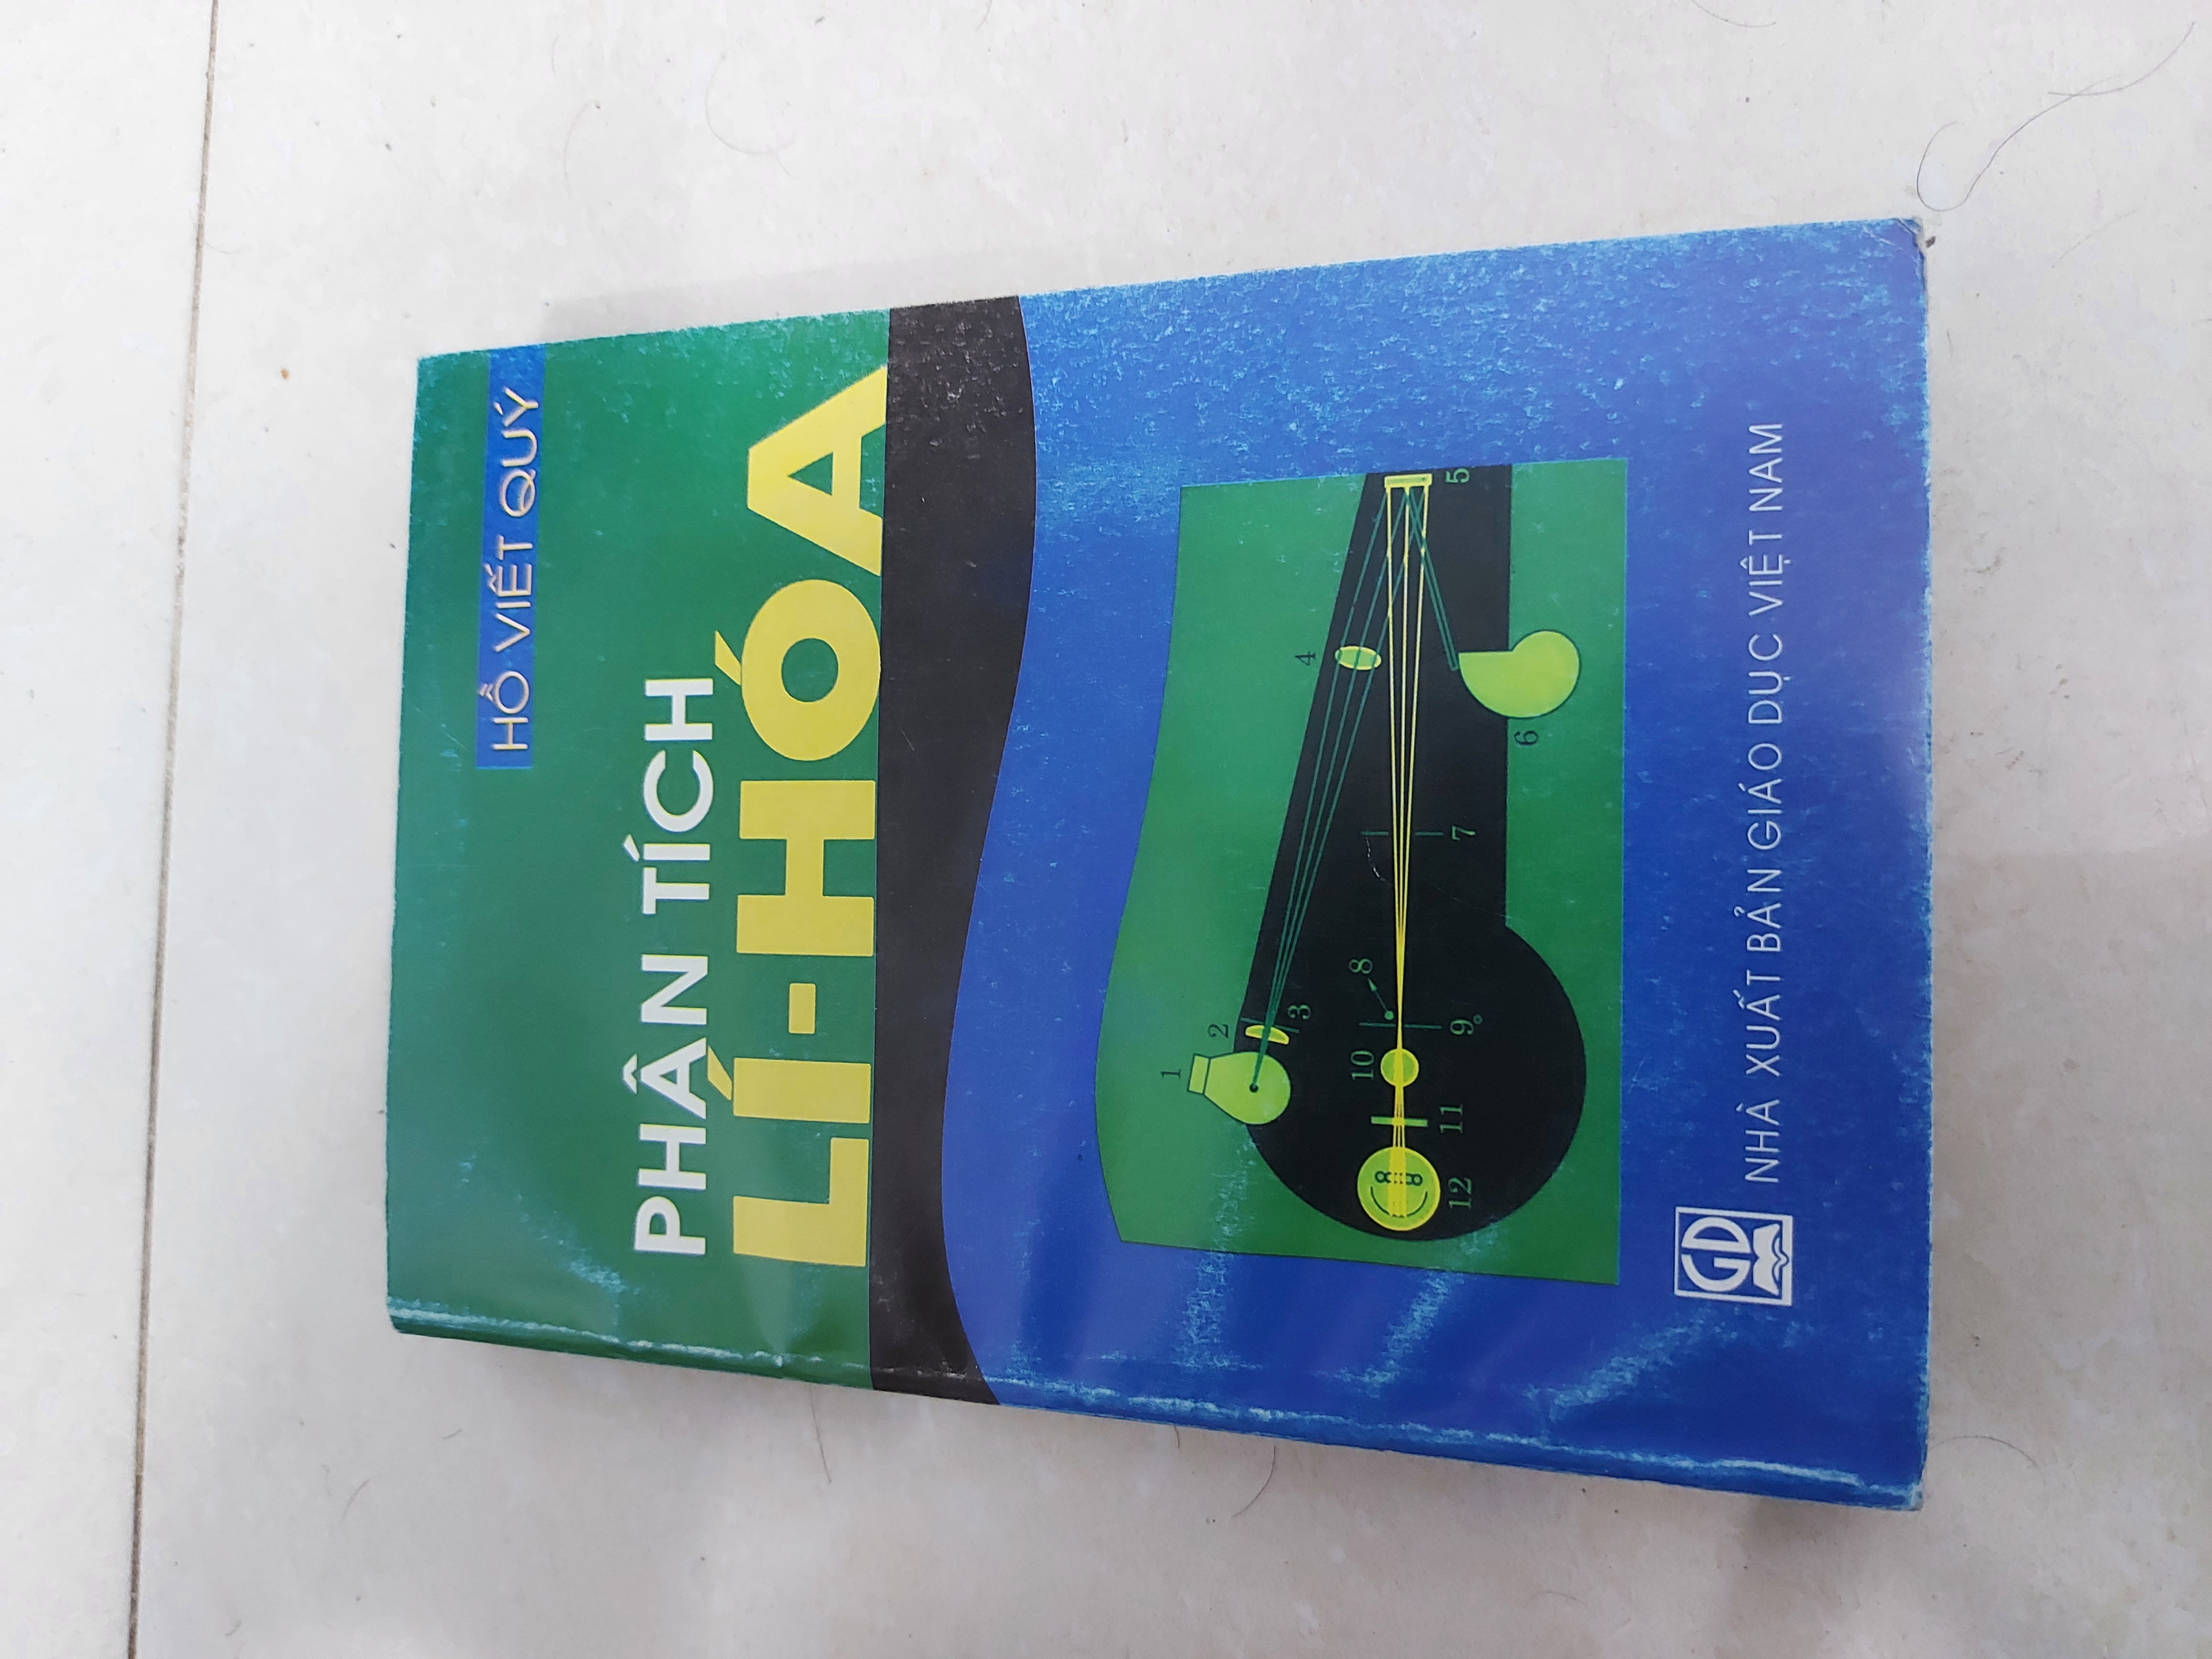 HỒ VIẾT QUÝ
PHÂN TÍCH
LÍ-HÓA
1
2
3
4
10
8
12
11
9
7
5
6
GD
NHÀ XUẤT BẢN GIÁO DỤC VIỆT NAM